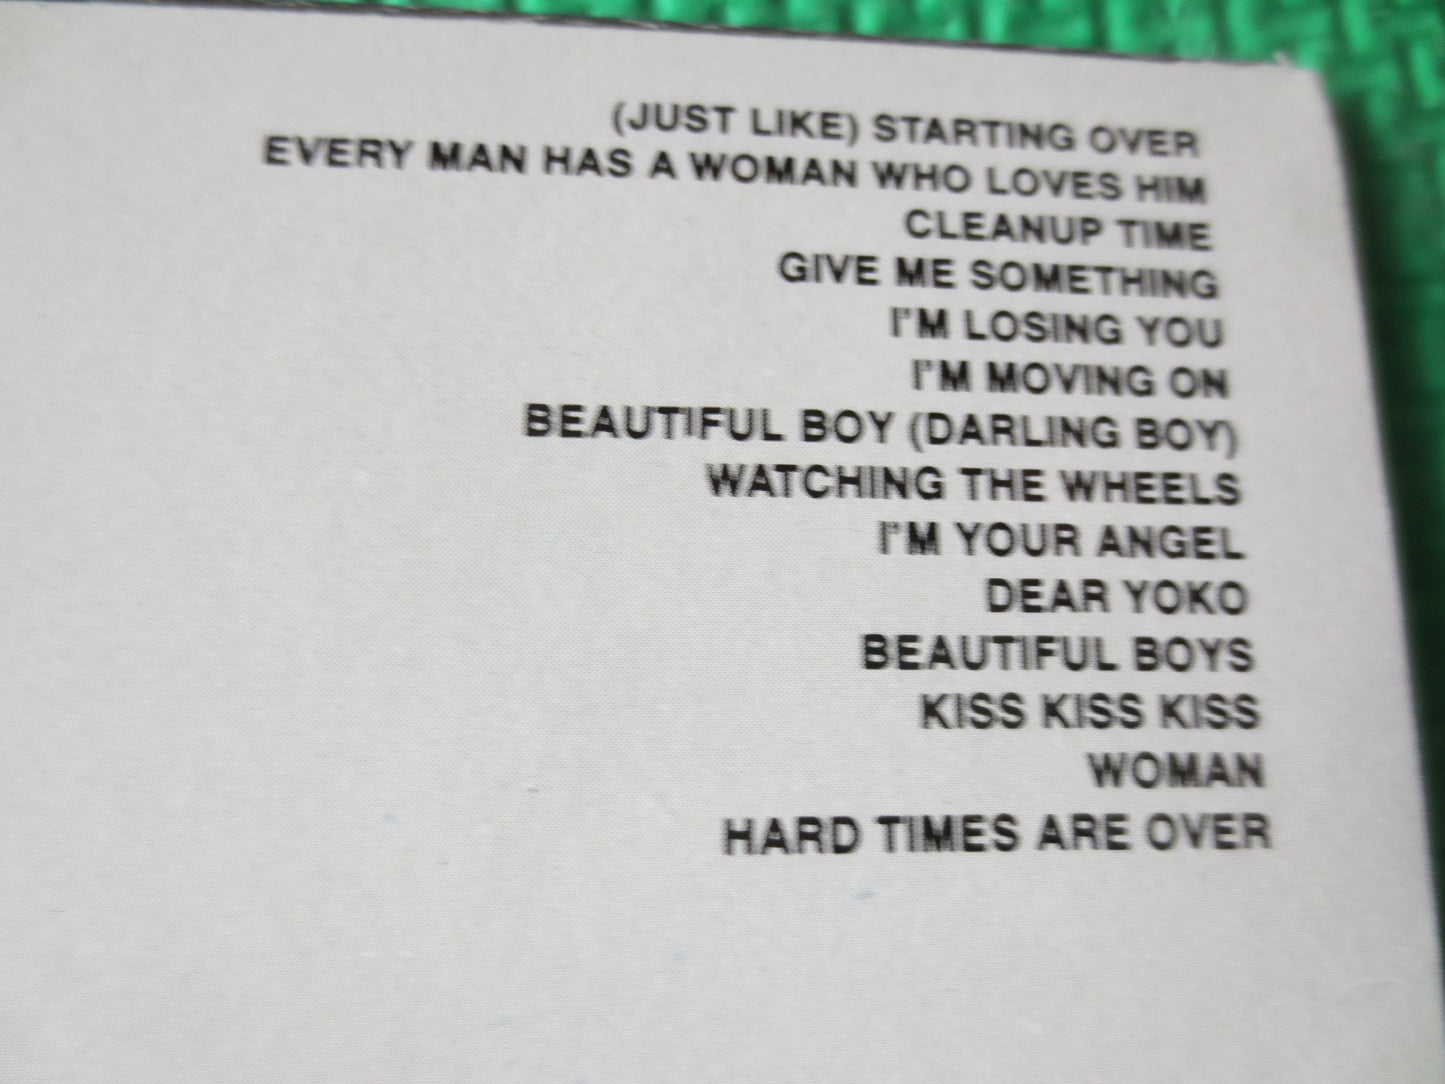 (JUST LIKE) STARTING OVER
EVERY MAN HAS A WOMAN WHO LOVES HIM
CLEANUP TIME
GIVE ME SOMETHING
I'M LOSING YOU
I'M MOVING ON
BEAUTIFUL BOY (DARLING BOY)
WATCHING THE WHEELS
I'M YOUR ANGEL
DEAR YOKO
BEAUTIFUL BOYS
KISS KISS KISS
WOMAN
HARD TIMES ARE OVER